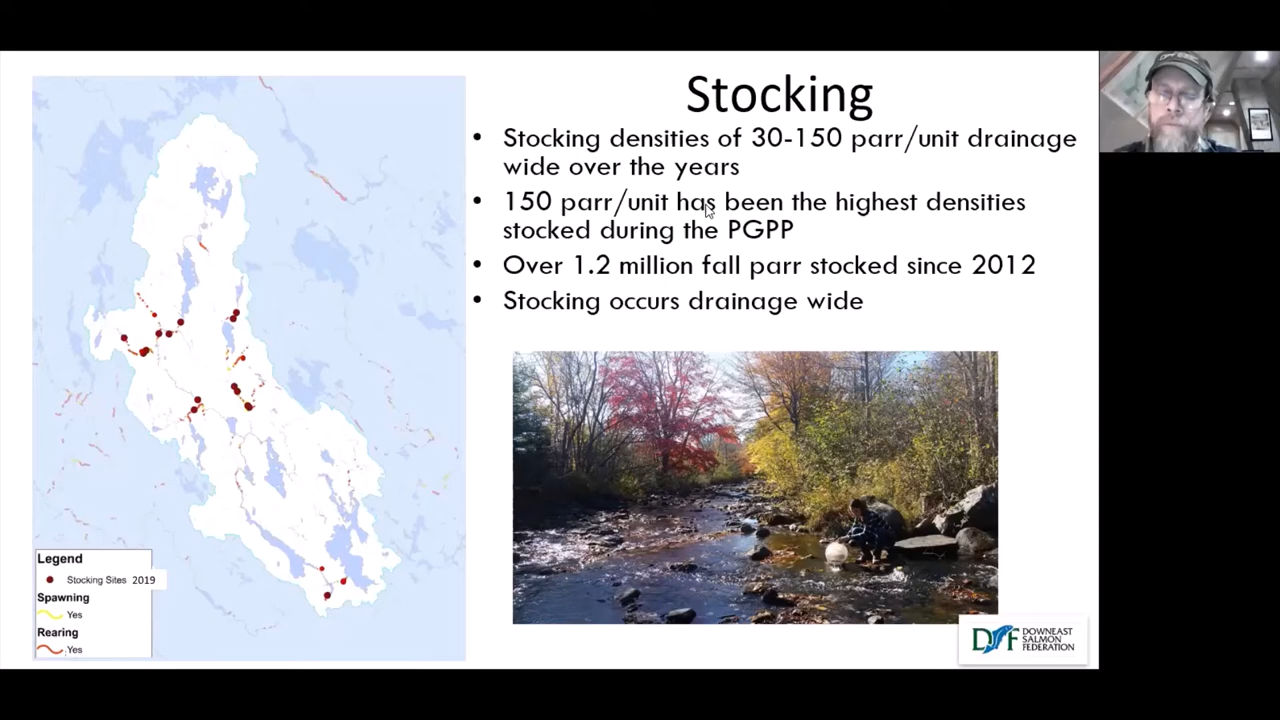 Stocking
• Stocking densities of 30-150 parr/unit drainage
wide over the years
• 150 parr/unit has been the highest densities
stocked during the PGPP
• Over 1.2 million fall parr stocked since 2012
• Stocking occurs drainage wide
Legend
Stocking Sites 2019
Spawning
Yes
Rearing
Yes
DSF DOWNEAST
SALMON
FEDERATION